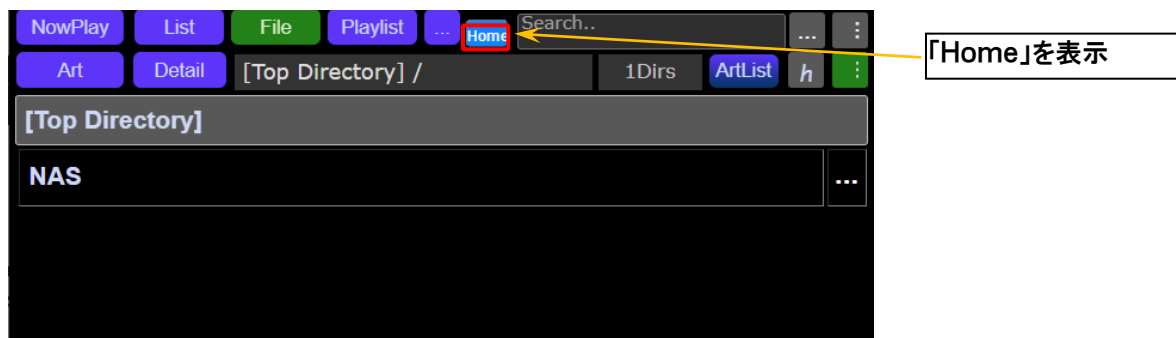 NowPlay List File Playlist ... Home Search.. ... ⋮
「Home」を表示
Art Detail [Top Directory] / 1Dirs ArtList h ⋮
[Top Directory]
NAS ...